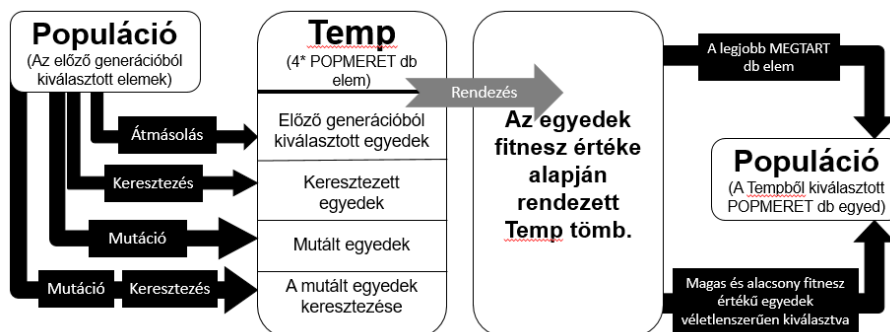 Populáció
(Az előző generációból
kiválasztott elemek)
Átmásolás
Keresztezés
Mutáció
Mutáció
Keresztezés
Temp
(4* POPMERET db
elem)
Előző generációból
kiválasztott egyedek
Keresztezett
egyedek
Mutált egyedek
A mutált egyedek
keresztezése
Rendezés
Az egyedek
fitnesz értéke
alapján
rendezett
Temp tömb.
A legjobb MEGTART
db elem
Populáció
(A Tempből kiválasztott
POPMERET db egyed)
Magas és alacsony fitnesz
értékű egyedek
véletlenszerűen kiválasztva